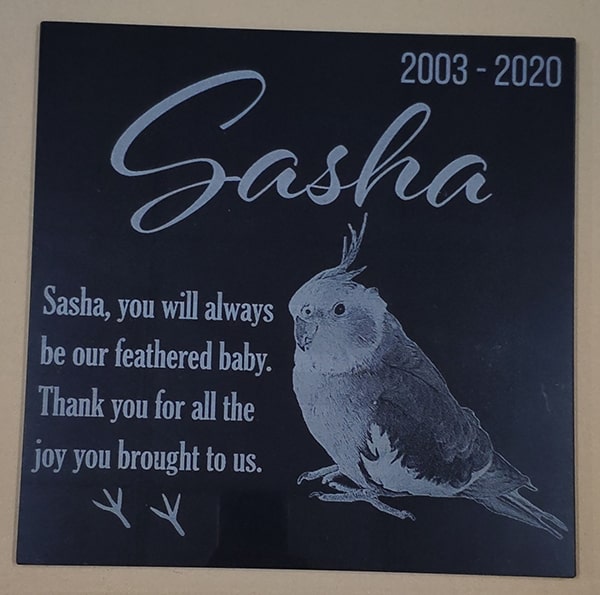 2003 - 2020
Sasha
Sasha, you will always
be our feathered baby.
Thank you for all the
joy you brought to us.